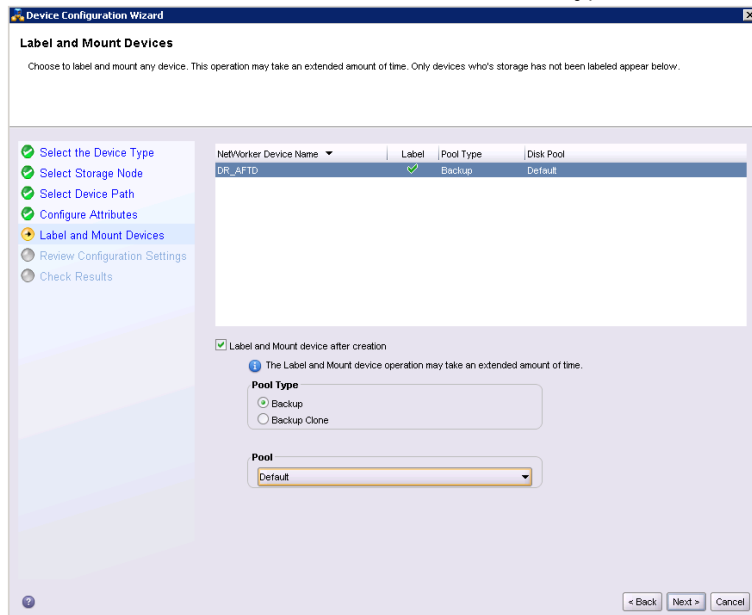 Device Configuration Wizard
Label and Mount Devices
Choose to label and mount any device. This operation may take an extended amount of time. Only devices who's storage has not been labeled appear below.
Select the Device Type
Select Storage Node
Select Device Path
Configure Attributes
Label and Mount Devices
Review Configuration Settings
Check Results
NetWorker Device Name Label Pool Type Disk Pool
DR_AFTD Backup Default
Label and Mount device after creation
The Label and Mount device operation may take an extended amount of time.
Pool Type
Backup
Backup Clone
Pool
Default
? < Back Next > Cancel